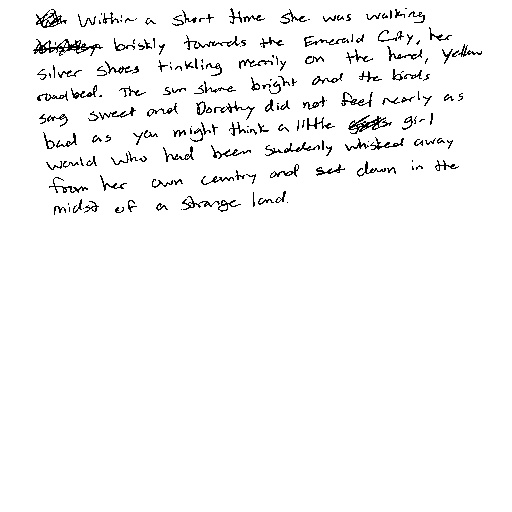 Within a short time she was walking
briskly towards the Emerald City, her
silver shoes tinkling merrily on the hard, yellow
roadbed. The sun shone bright and the birds
sang sweet and Dorothy did not feel nearly as
bad as you might think a little girl
would who had been suddenly whisked away
from her own country and set down in the
midst of a strange land.